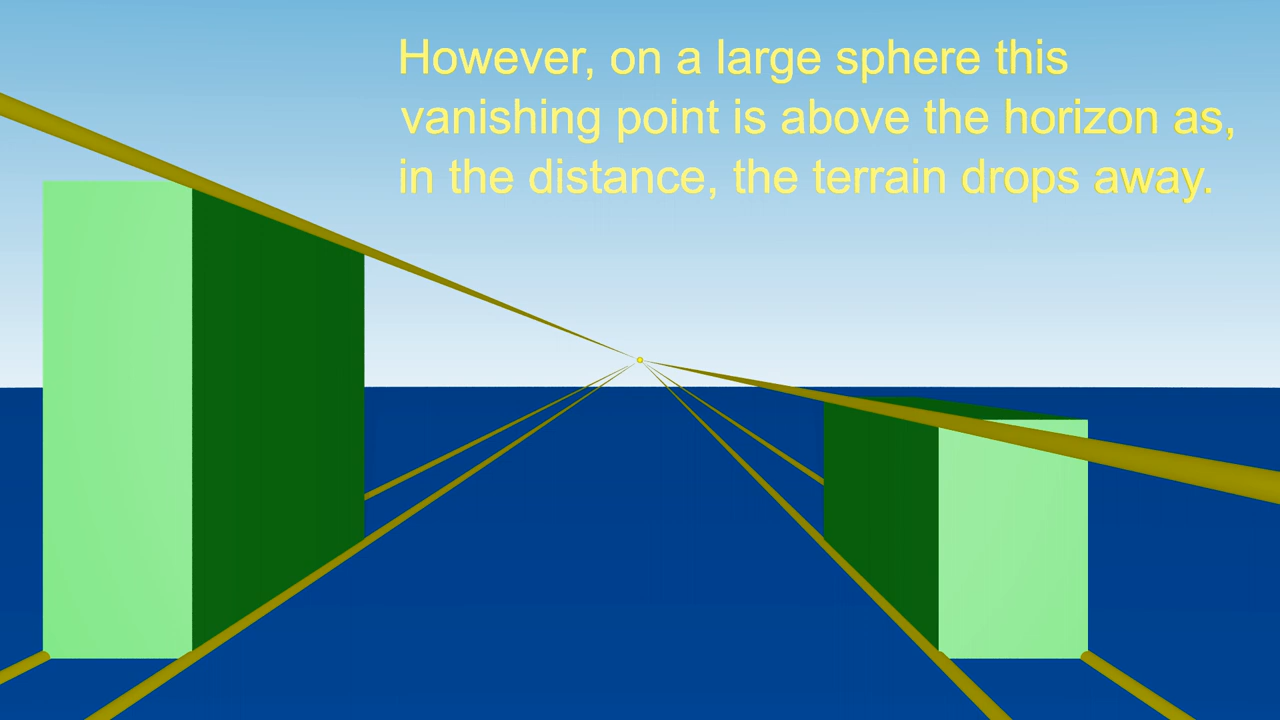 However, on a large sphere this
vanishing point is above the horizon as,
in the distance, the terrain drops away.